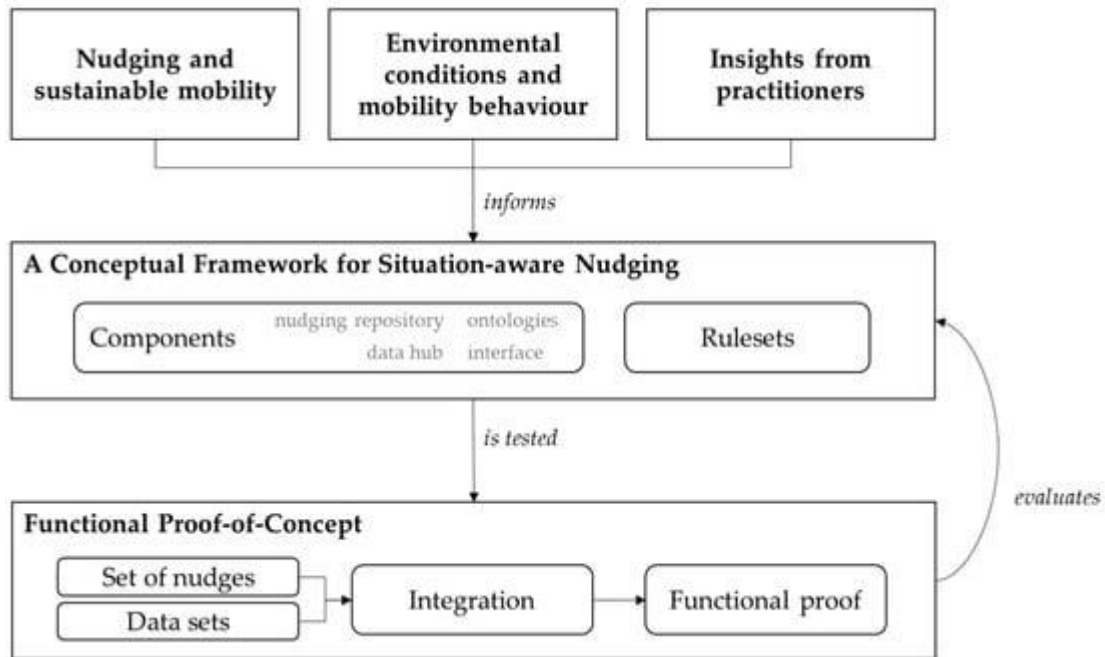 Nudging and
sustainable mobility
Environmental
conditions and
mobility behaviour
Insights from
practitioners
informs
A Conceptual Framework for Situation-aware Nudging
Components
nudging repository ontologies
data hub interface
Rulesets
is tested
evaluates
Functional Proof-of-Concept
Set of nudges
Data sets
Integration
Functional proof